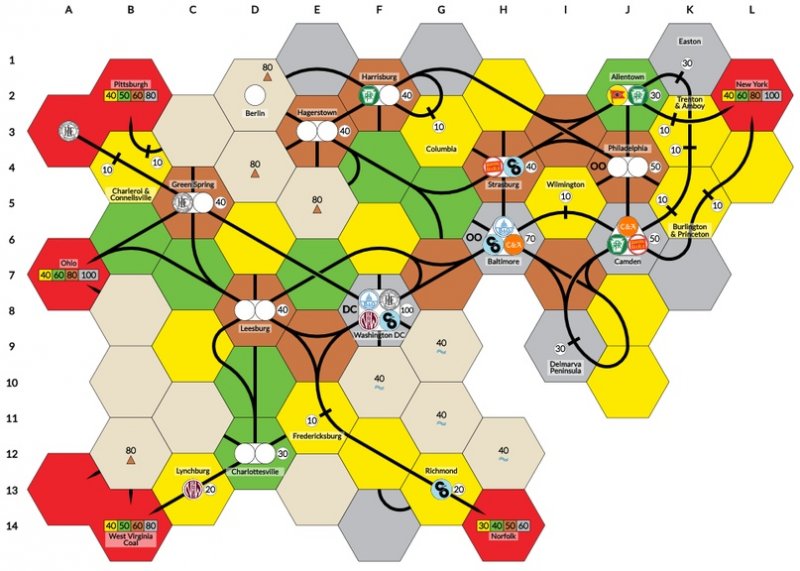 A B C D E F G H I J K L
1
2
3
4
5
6
7
8
9
10
11
12
13
14
Easton
30
80
Pittsburgh
40 50 60 80
Berlin
Harrisburg
40
Allentown
30
Trenton
& Amboy
10
New York
40 60 80 100
Hagerstown
40
10
Columbia
10
10
Charleroi &
Connellsville
80
GreenSpring
40
80
Strasburg
40
Wilmington
10
OO
Philadelphia
50
10
10
Burlington
& Princeton
OO
Baltimore
70
C&A
C&A
Camden
50
Ohio
40 60 80 100
Leesburg
40
DC
Washington DC
100
40
30
Delmarva
Peninsula
40
10
Fredericksburg
40
80
Charlottesville
30
40
Lynchburg
20
Richmond
20
40 50 60 80
West Virginia
Coal
30 40 50 60
Norfolk